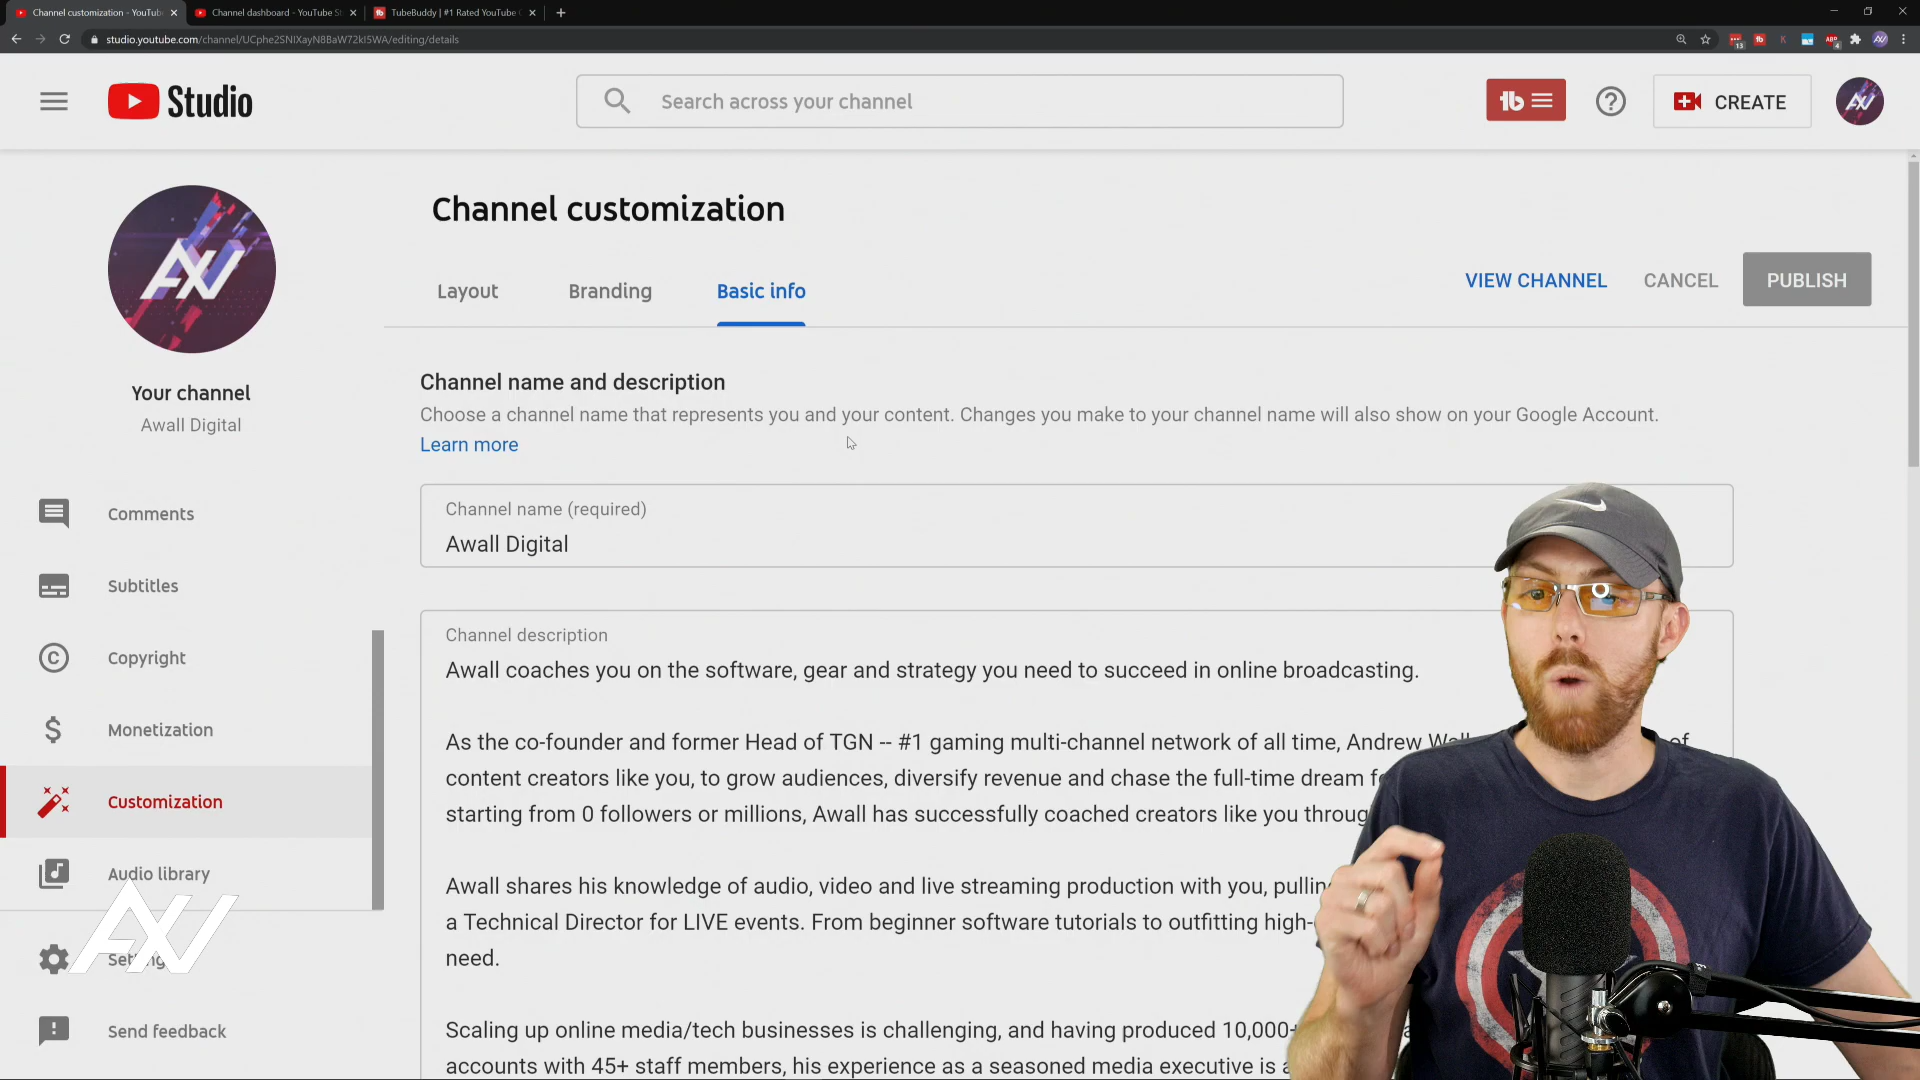 Channel customization - YouTub
Channel dashboard - YouTube St
TubeBuddy | #1 Rated YouTube C
studio.youtube.com/channel/UCphe2SNIXayN8BaW72k!5WA/editing/details
Studio
Search across your channel
CREATE
Channel customization
Layout
Branding
Basic info
VIEW CHANNEL
CANCEL
PUBLISH
Your channel
Awall Digital
Channel name and description
Choose a channel name that represents you and your content. Changes you make to your channel name will also show on your Google Account.
Learn more
Channel name (required)
Awall Digital
Comments
Subtitles
Copyright
Monetization
Customization
Audio library
Send feedback
Channel description
Awall coaches you on the software, gear and strategy you need to succeed in online broadcasting.
As the co-founder and former Head of TGN -- #1 gaming multi-channel network of all time, Andrew of
content creators like you, to grow audiences, diversify revenue and chase the full-time dream
starting from 0 followers or millions, Awall has successfully coached creators like you
Awall shares his knowledge of audio, video and live streaming production with you,
a Technical Director for LIVE events. From beginner software tutorials to outfitting
need.
Scaling up online media/tech businesses is challenging, and having produced 10,000+
accounts with 45+ staff members, his experience as a seasoned media executive is